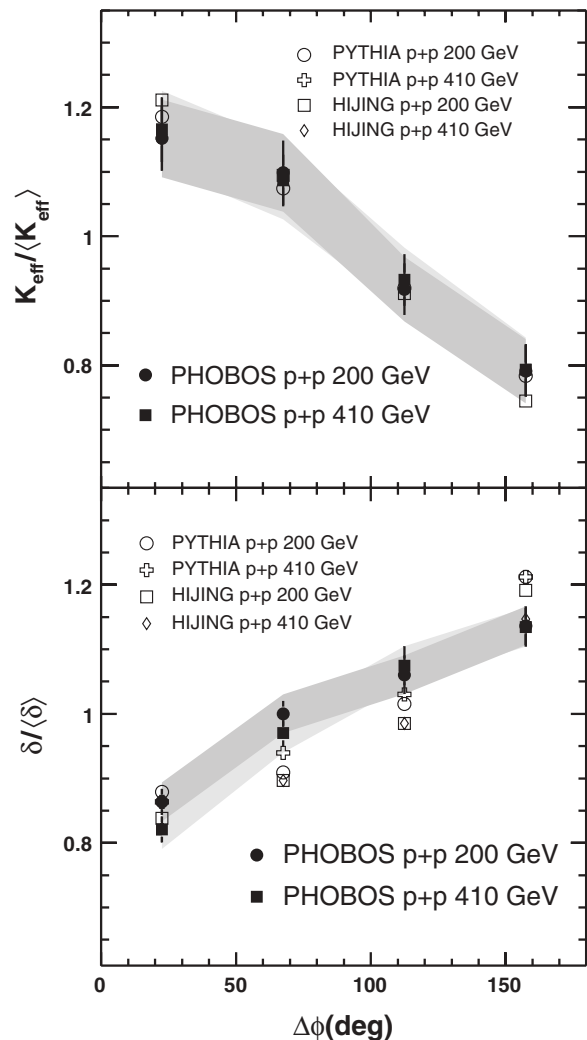 PYTHIA p+p 200 GeV
PYTHIA p+p 410 GeV
HIJING p+p 200 GeV
HIJING p+p 410 GeV
1.2
1
0.8
K_eff/⟨K_eff⟩
PHOBOS p+p 200 GeV
PHOBOS p+p 410 GeV
PYTHIA p+p 200 GeV
PYTHIA p+p 410 GeV
HIJING p+p 200 GeV
HIJING p+p 410 GeV
1.2
1
0.8
δ/⟨δ⟩
PHOBOS p+p 200 GeV
PHOBOS p+p 410 GeV
0 50 100 150
Δϕ(deg)